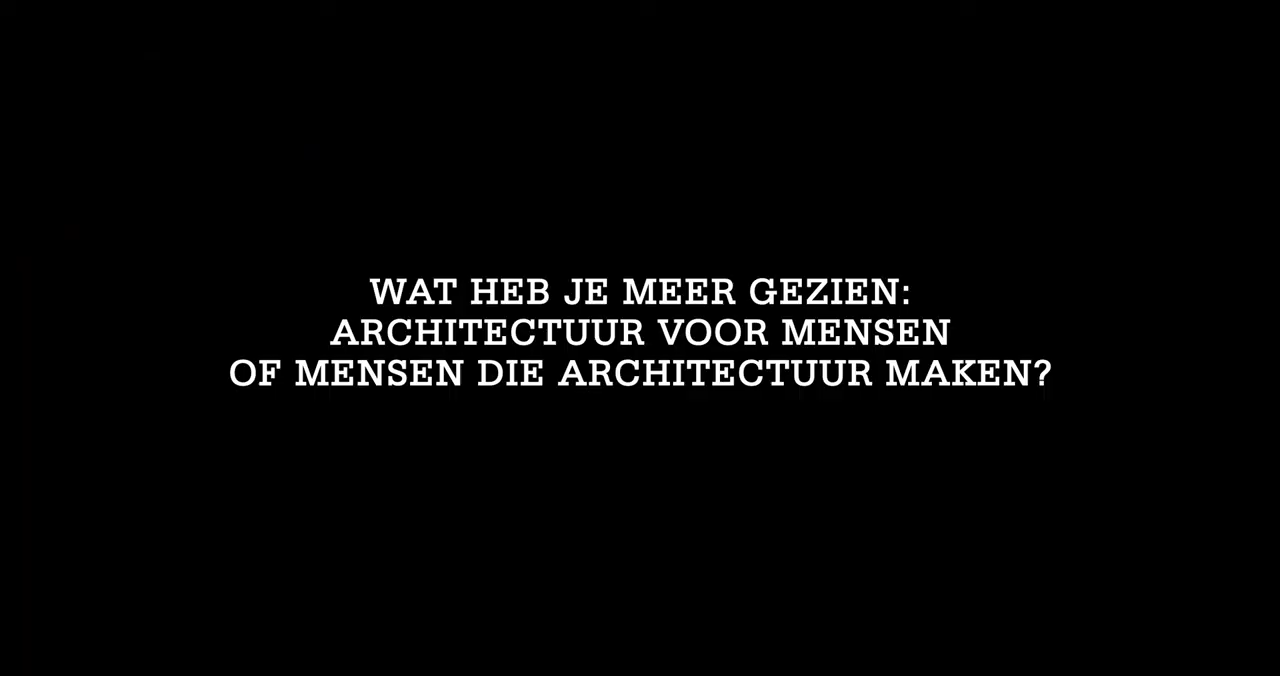 WAT HEB JE MEER GEZIEN:
ARCHITECTUUR VOOR MENSEN
OF MENSEN DIE ARCHITECTUUR MAKEN?